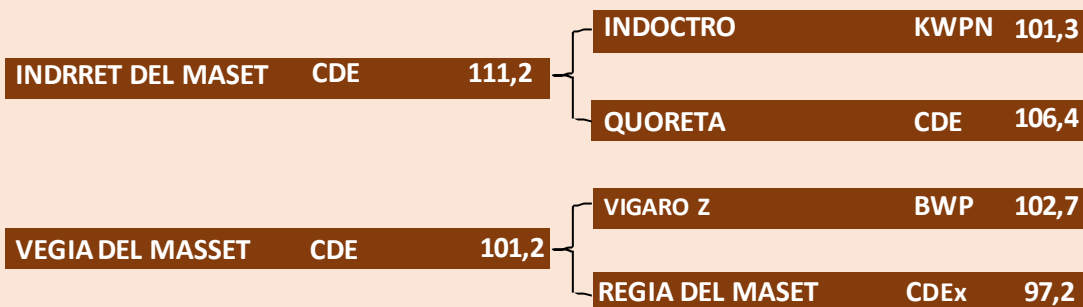 INDOCTRO KWPN 101,3
INDRRET DEL MASET CDE 111,2
QUORETA CDE 106,4
VIGARO Z BWP 102,7
VEGIA DEL MASSET CDE 101,2
REGIA DEL MASET CDEx 97,2